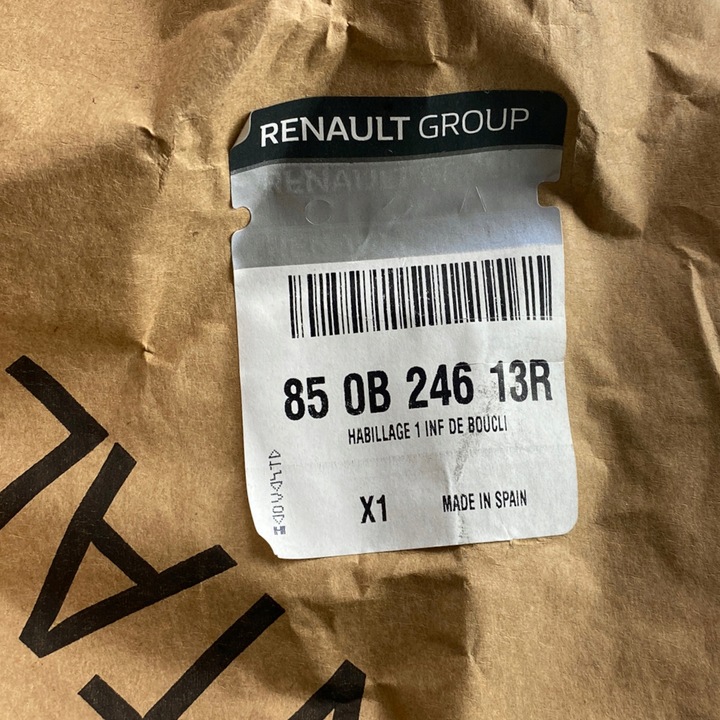 RENAULT GROUP
85 0B 246 13R
HABILLAGE 1 INF DE BOUCLI
X1
MADE IN SPAIN